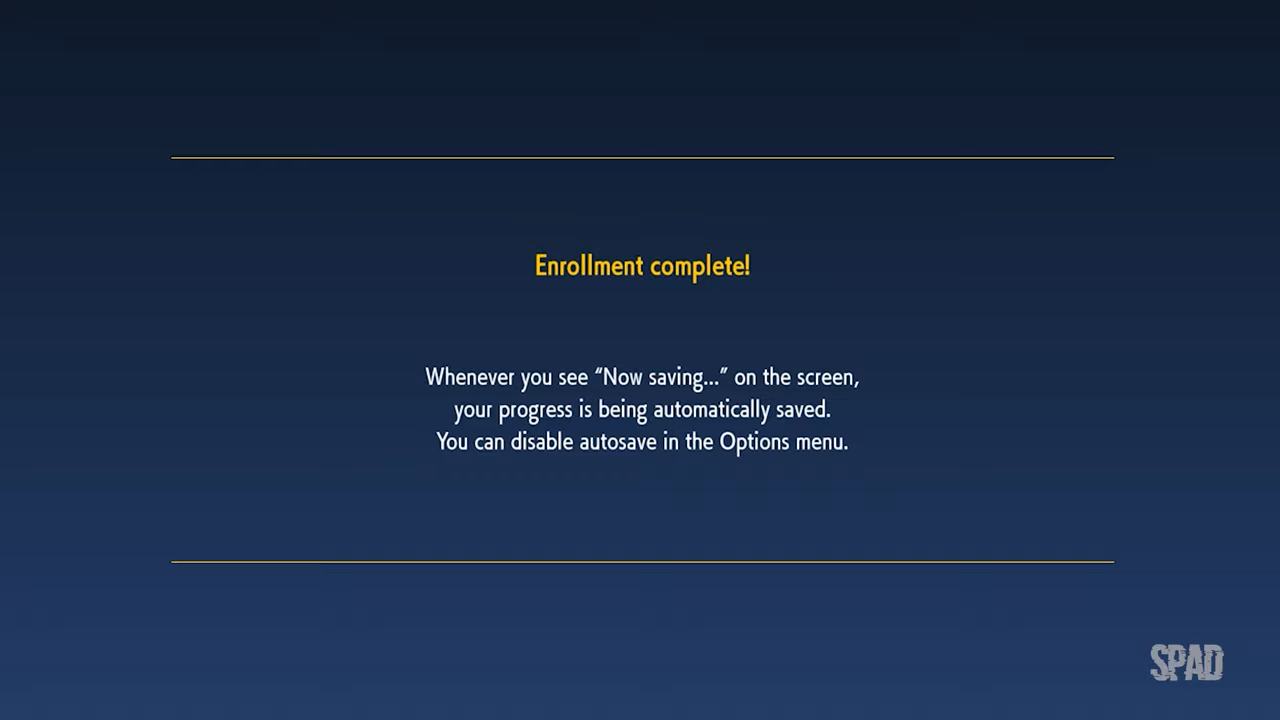 Enrollment complete!
Whenever you see “Now saving...” on the screen,
your progress is being automatically saved.
You can disable autosave in the Options menu.
SPAD